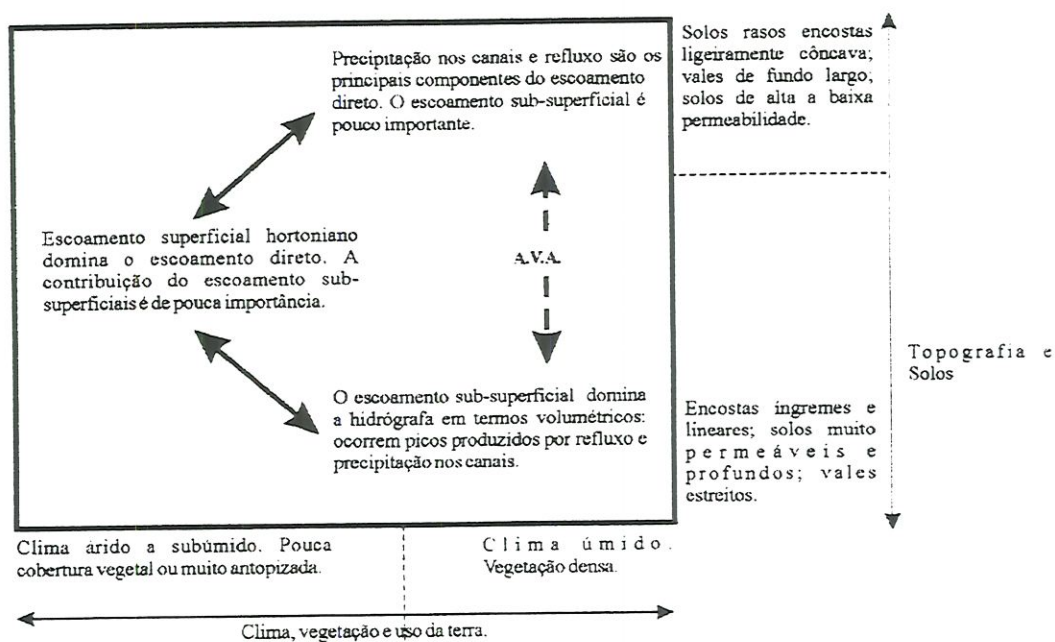 Precipitação nos canais e refluxo são os
principais componentes do escoamento
direto. O escoamento sub-superficial é
pouco importante.
Solos rasos encostas
ligeiramente côncava;
vales de fundo largo;
solos de alta a baixa
permeabilidade.
Escoamento superficial hortoniano
domina o escoamento direto. A
contribuição do escoamento sub-
superficiais é de pouca importância.
A.V.A.
Topografia e
Solos
O escoamento sub-superficial domina
a hidrógrafa em termos volumétricos:
ocorrem picos produzidos por refluxo e
precipitação nos canais.
Encostas ingremes e
lineares; solos muito
permeáveis e
profundos; vales
estreitos.
Clima árido a subúmido. Pouca
cobertura vegetal ou muito antopizada.
Clima úmido.
Vegetação densa.
Clima, vegetação e uso da terra.